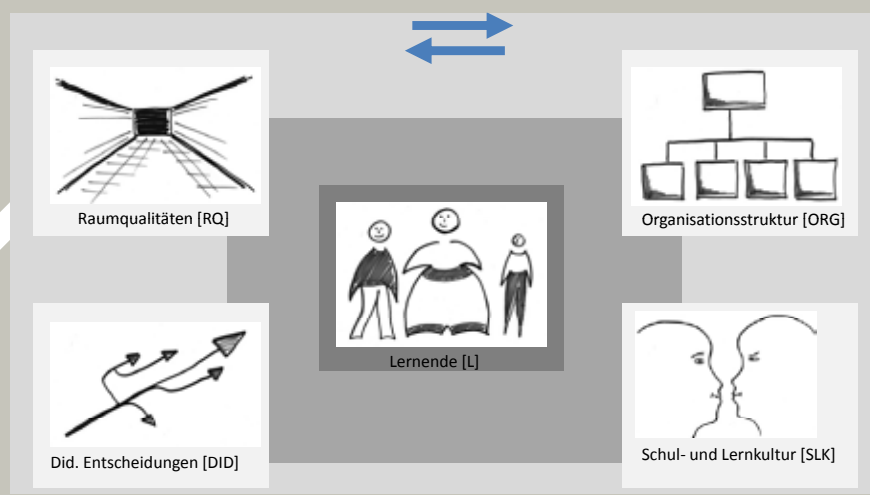 Raumqualitäten [RQ]
Organisationsstruktur [ORG]
Lernende [L]
Did. Entscheidungen [DID]
Schul- und Lernkultur [SLK]